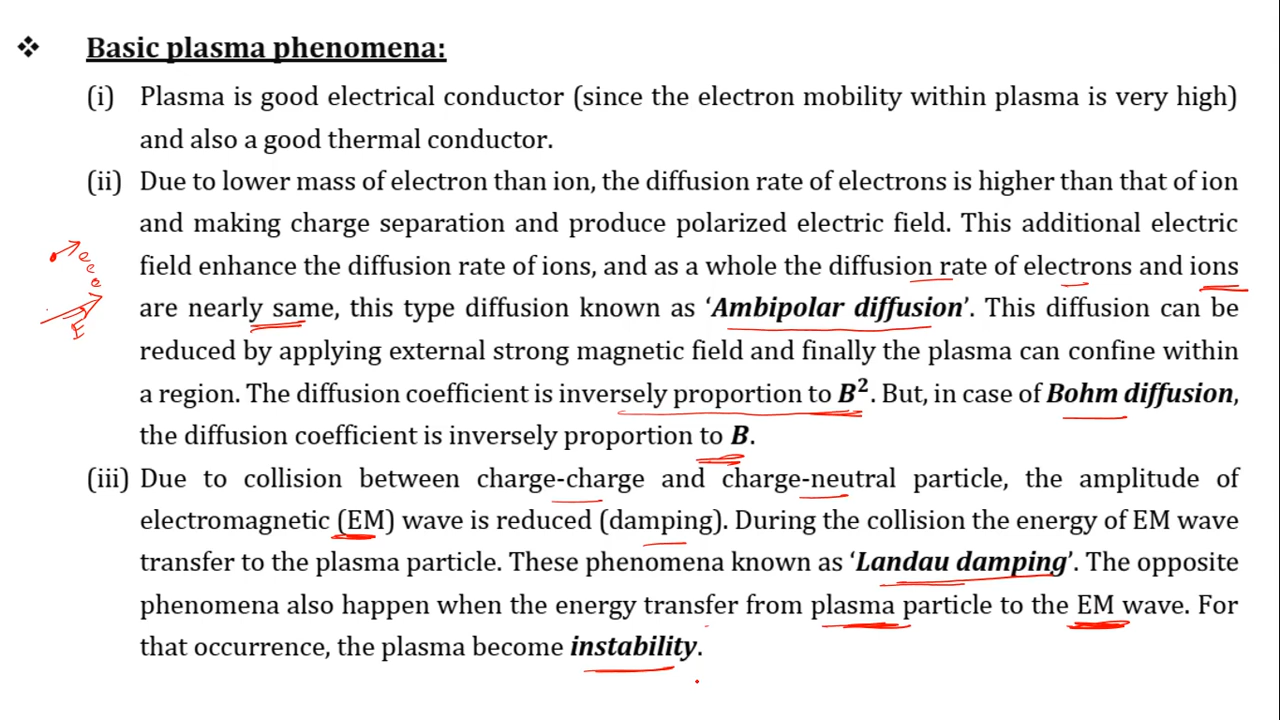 ❖ Basic plasma phenomena:
(i) Plasma is good electrical conductor (since the electron mobility within plasma is very high)
and also a good thermal conductor.
(ii) Due to lower mass of electron than ion, the diffusion rate of electrons is higher than that of ion
and making charge separation and produce polarized electric field. This additional electric
field enhance the diffusion rate of ions, and as a whole the diffusion rate of electrons and ions
are nearly same, this type diffusion known as ‘Ambipolar diffusion’. This diffusion can be
reduced by applying external strong magnetic field and finally the plasma can confine within
a region. The diffusion coefficient is inversely proportion to B². But, in case of Bohm diffusion,
the diffusion coefficient is inversely proportion to B.
(iii) Due to collision between charge-charge and charge-neutral particle, the amplitude of
electromagnetic (EM) wave is reduced (damping). During the collision the energy of EM wave
transfer to the plasma particle. These phenomena known as ‘Landau damping’. The opposite
phenomena also happen when the energy transfer from plasma particle to the EM wave. For
that occurrence, the plasma become instability.
e
e
e
E